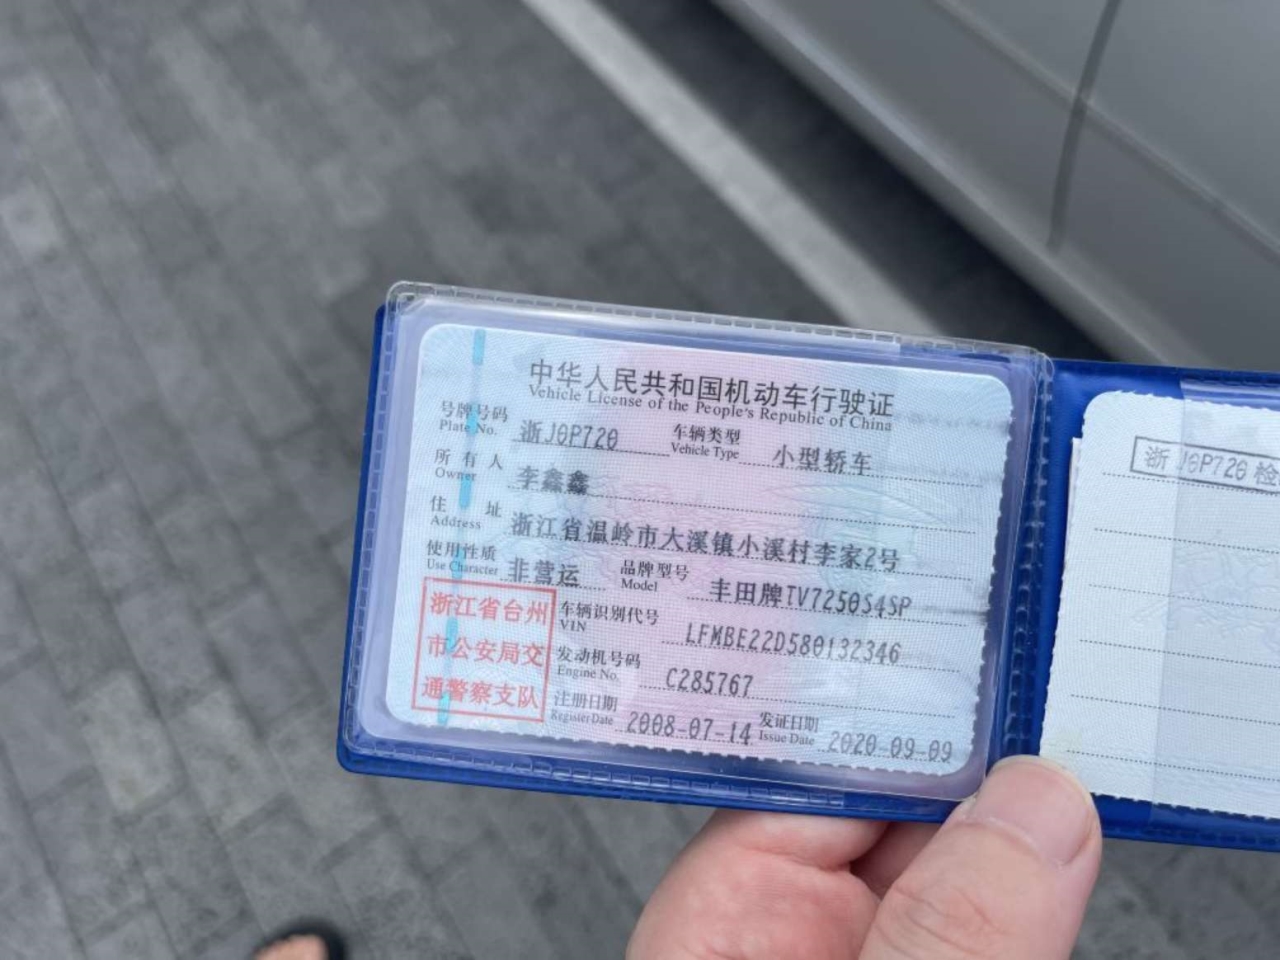 中华人民共和国机动车行驶证
Vehicle License of the People's Republic of China
号牌号码 浙J0P720 车辆类型 小型轿车
Plate No. Vehicle Type
所有人 李鑫鑫
Owner
住址 浙江省温岭市大溪镇小溪村李家2号
Address
使用性质 非营运 品牌型号 丰田牌TV7250S4SP
Use Character Model
浙江省台州
市公安局交
通警察支队
车辆识别代号 LFMBE22D580132346
VIN
发动机号码 C285767
Engine No.
注册日期 2008-07-14 发证日期 2020-09-09
Register Date Issue Date
浙J0P720 检